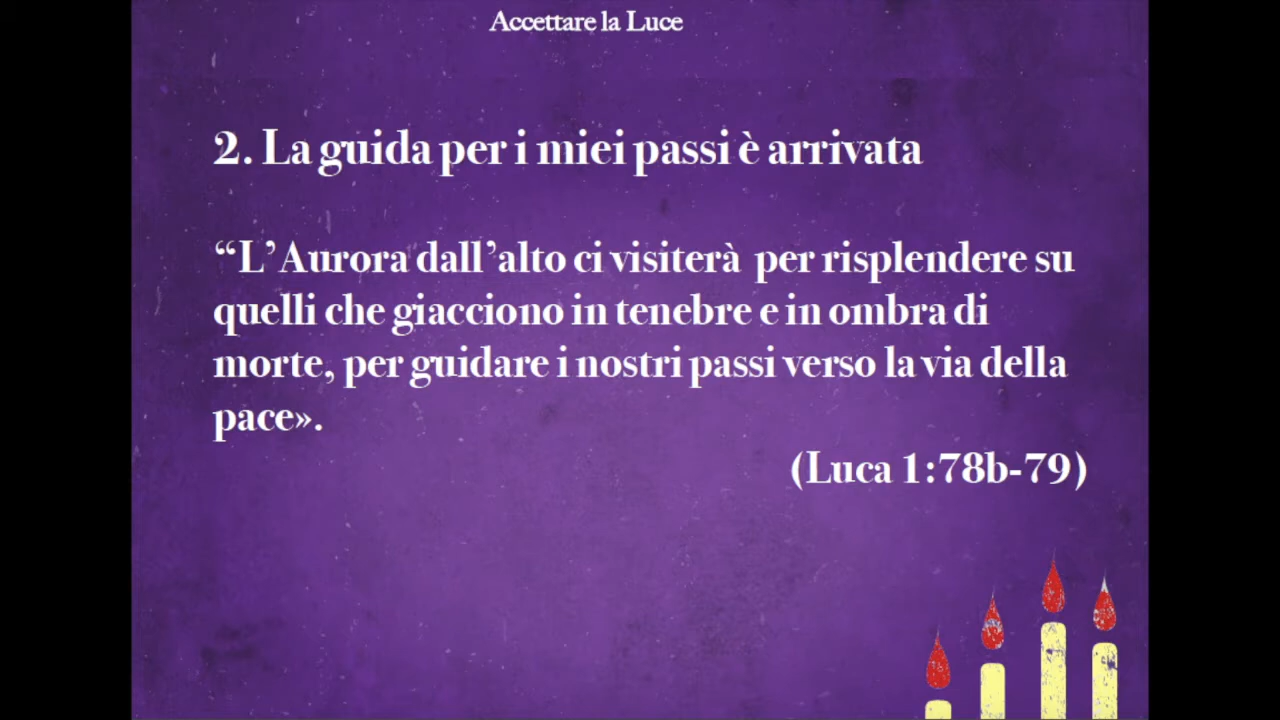 Accettare la Luce
2. La guida per i miei passi è arrivata
“L’Aurora dall’alto ci visiterà per risplendere su
quelli che giacciono in tenebre e in ombra di
morte, per guidare i nostri passi verso la via della
pace».
(Luca 1:78b-79)